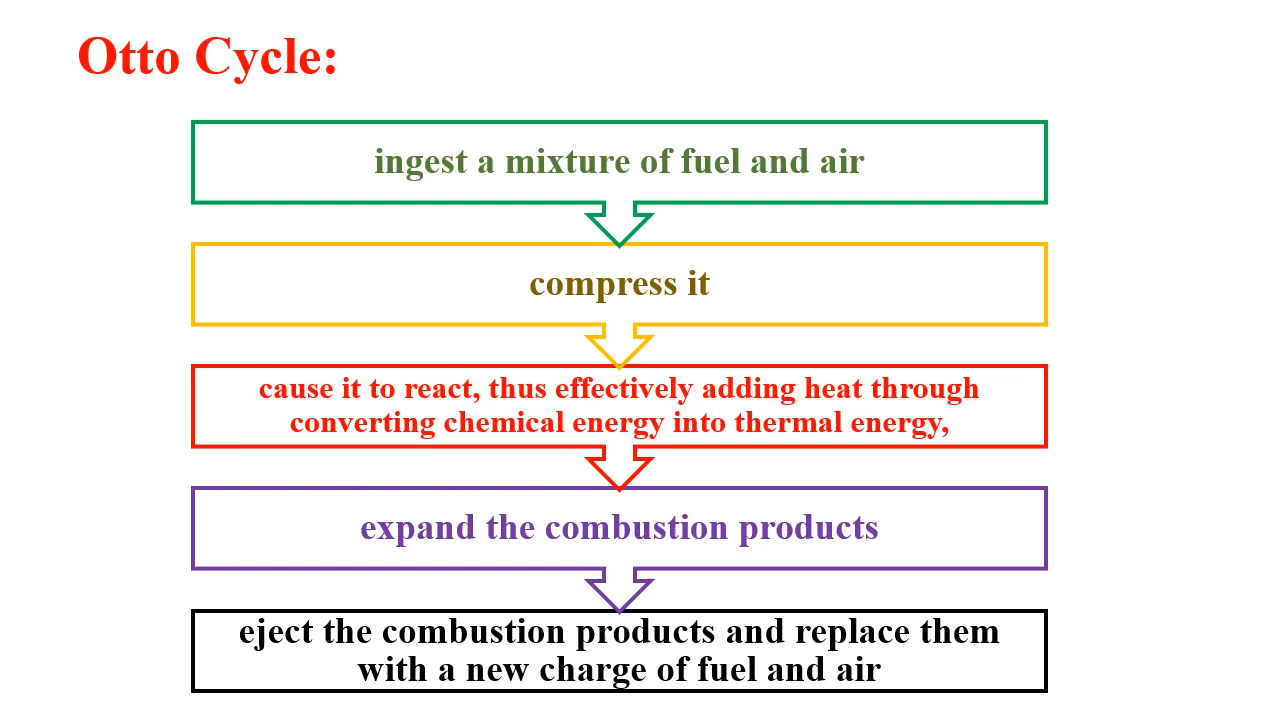 Otto Cycle:
ingest a mixture of fuel and air
compress it
cause it to react, thus effectively adding heat through
converting chemical energy into thermal energy,
expand the combustion products
eject the combustion products and replace them
with a new charge of fuel and air